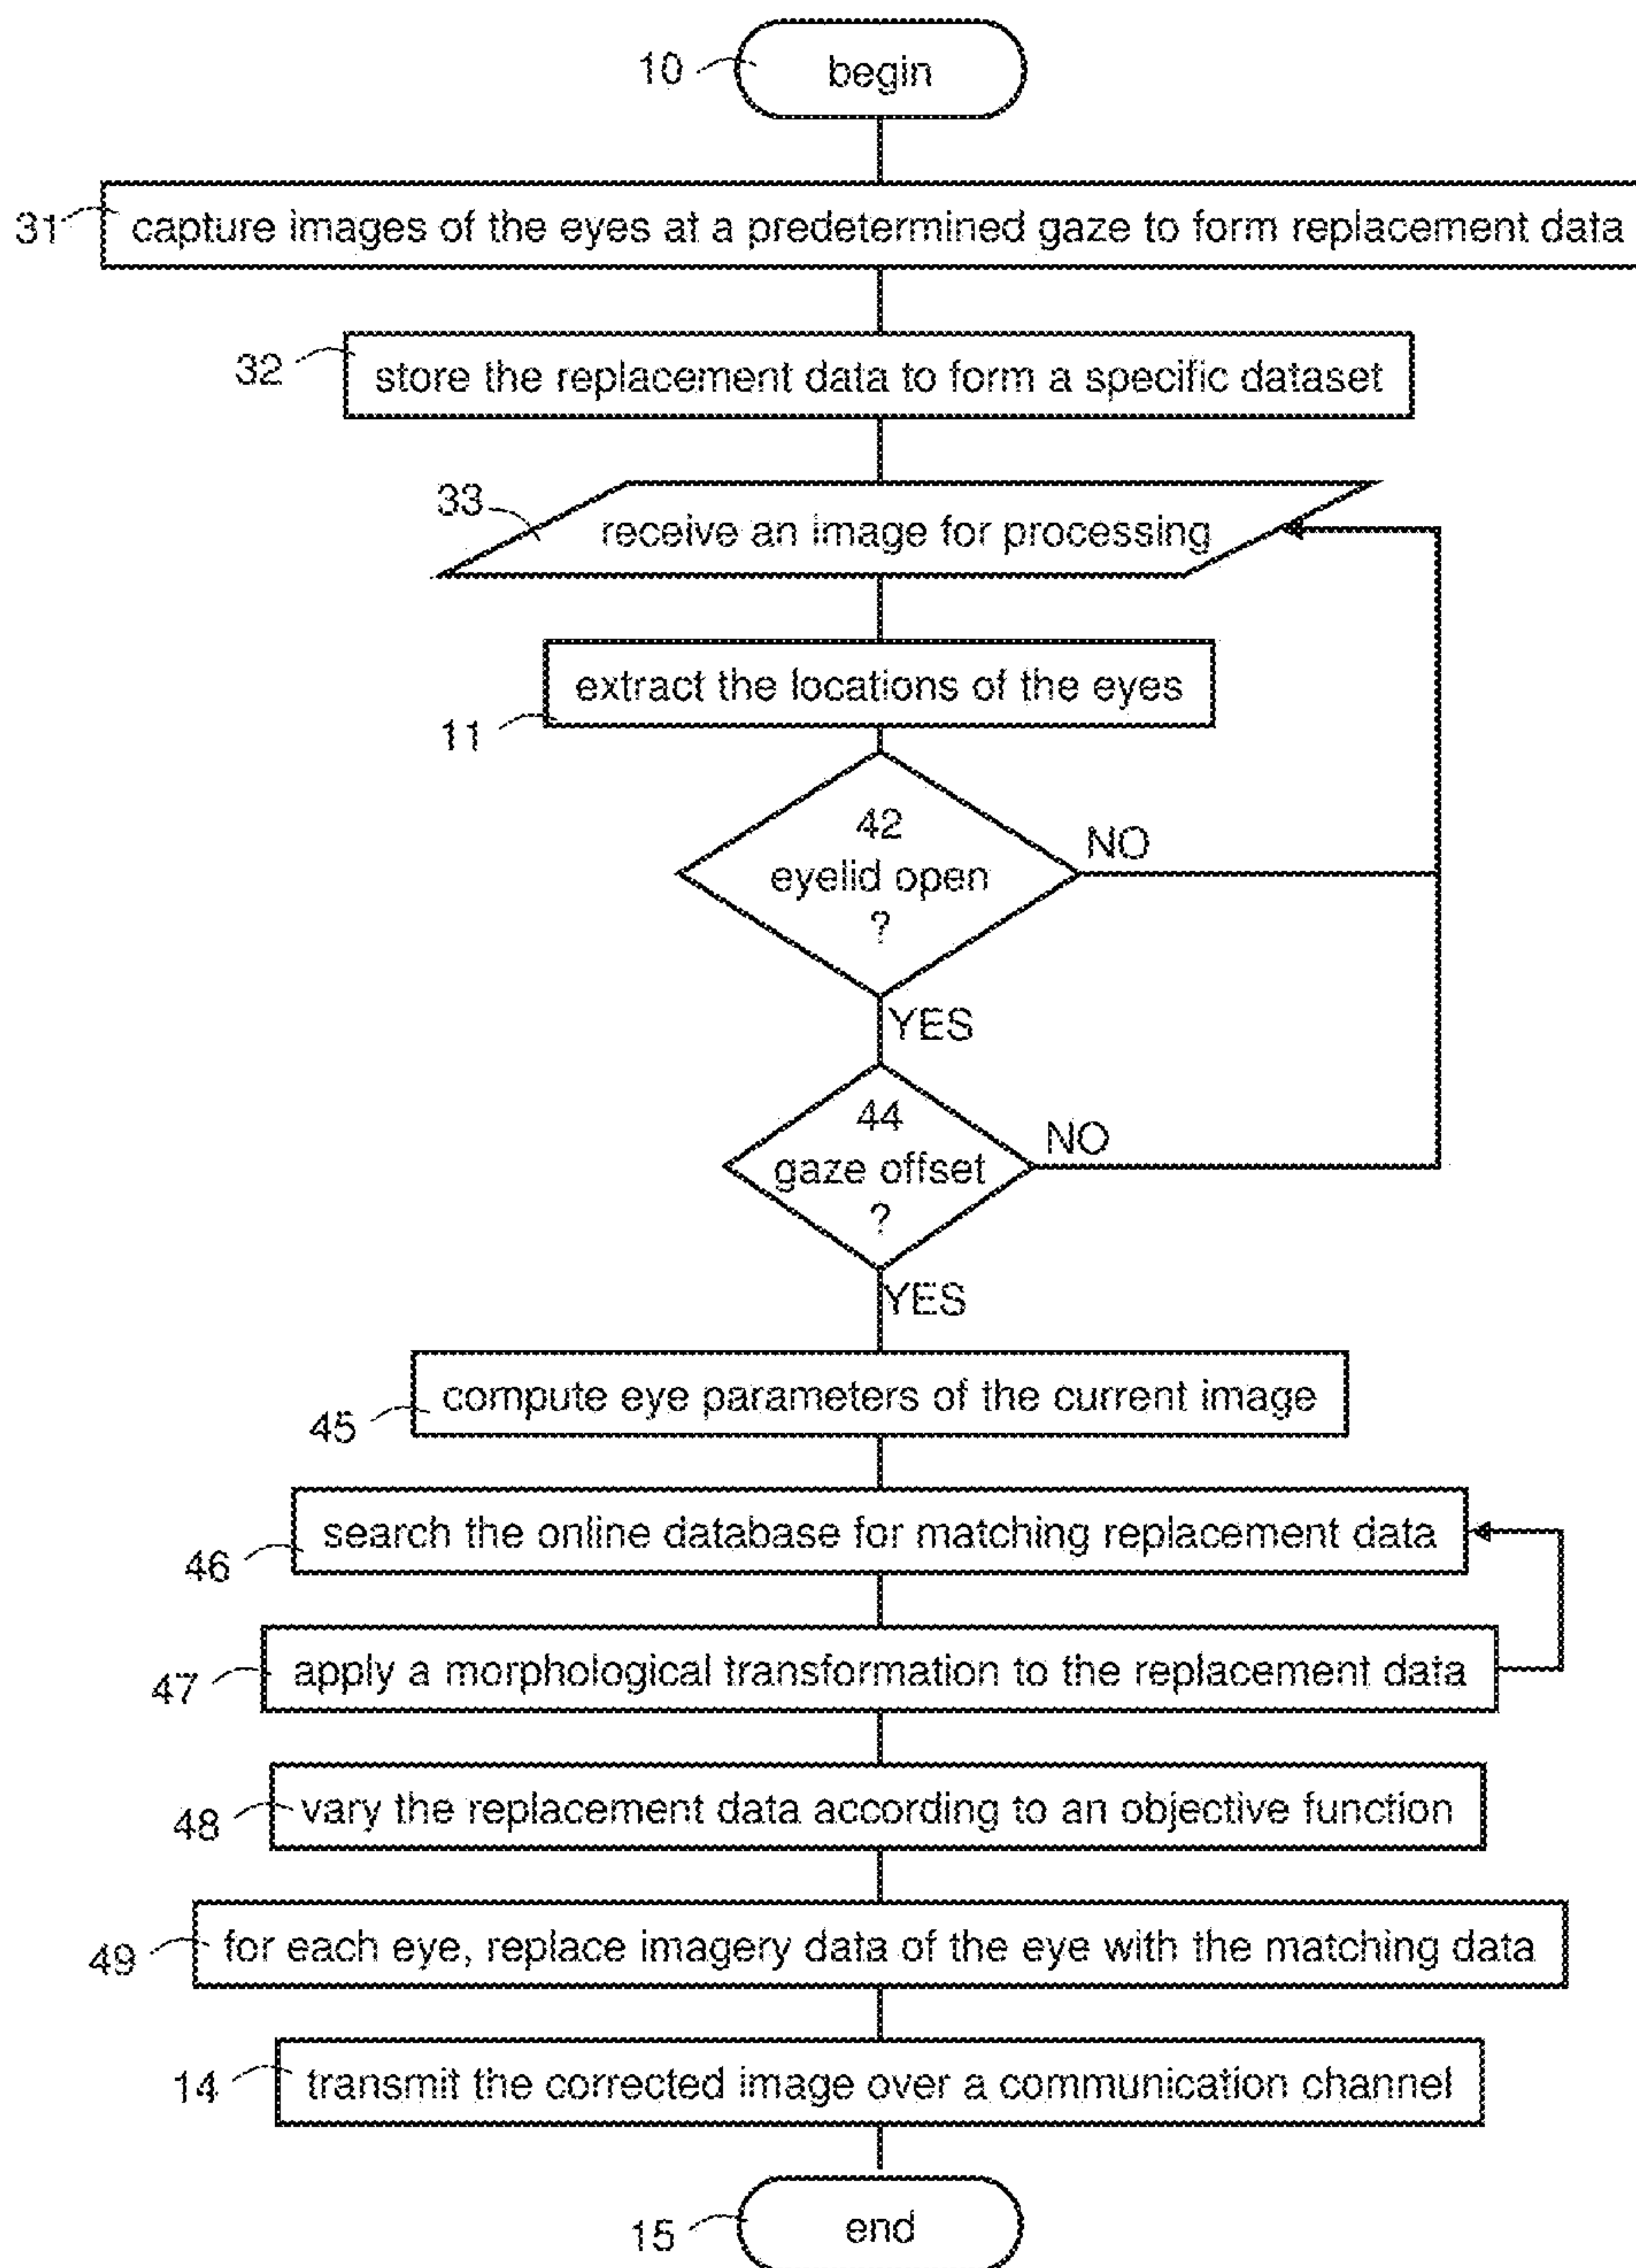 10 begin
31 capture images of the eyes at a predetermined gaze to form replacement data
32 store the replacement data to form a specific dataset
33 receive an image for processing
extract the locations of the eyes
11
42
eyelid open
?
NO
YES
44
gaze offset
?
NO
YES
compute eye parameters of the current image
45
search the online database for matching replacement data
46
47 apply a morphological transformation to the replacement data
48 vary the replacement data according to an objective function
49 for each eye, replace imagery data of the eye with the matching data
14 transmit the corrected image over a communication channel
15 end